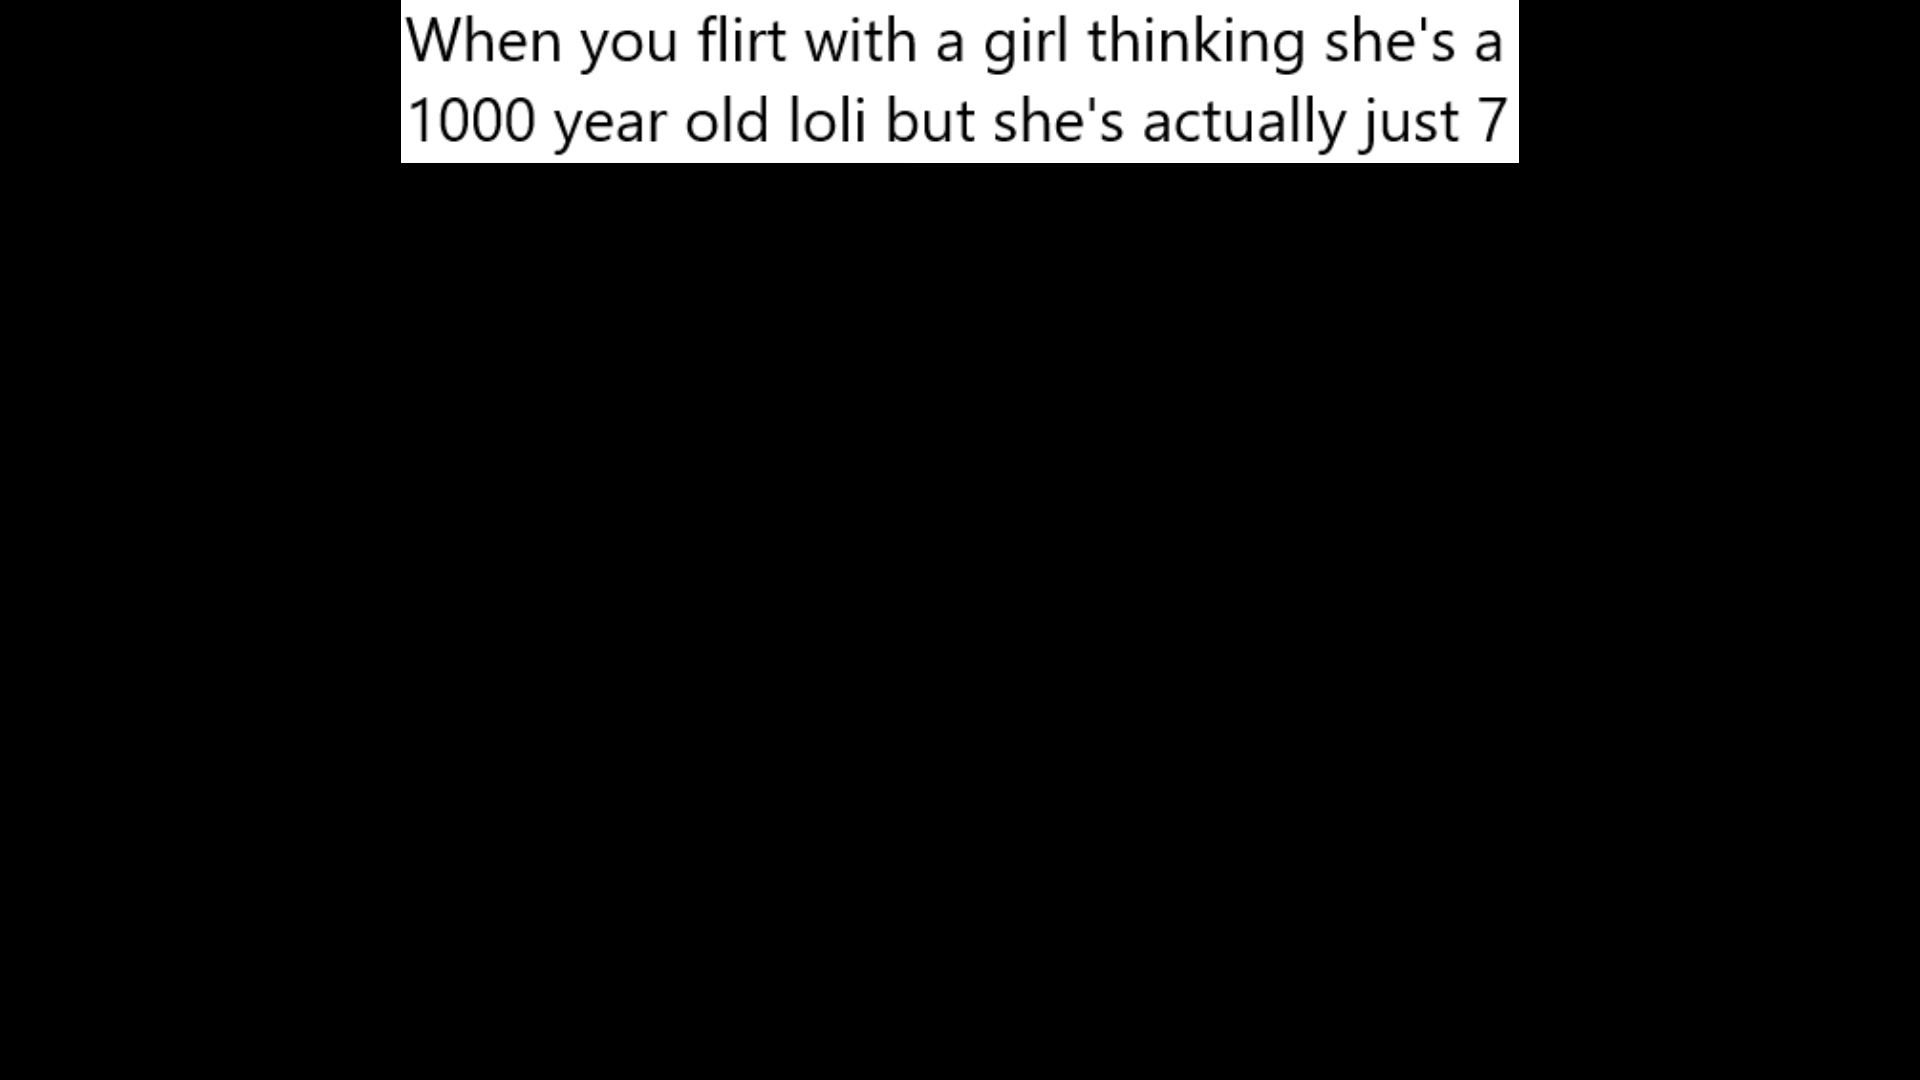 When you flirt with a girl thinking she's a
1000 year old loli but she's actually just 7